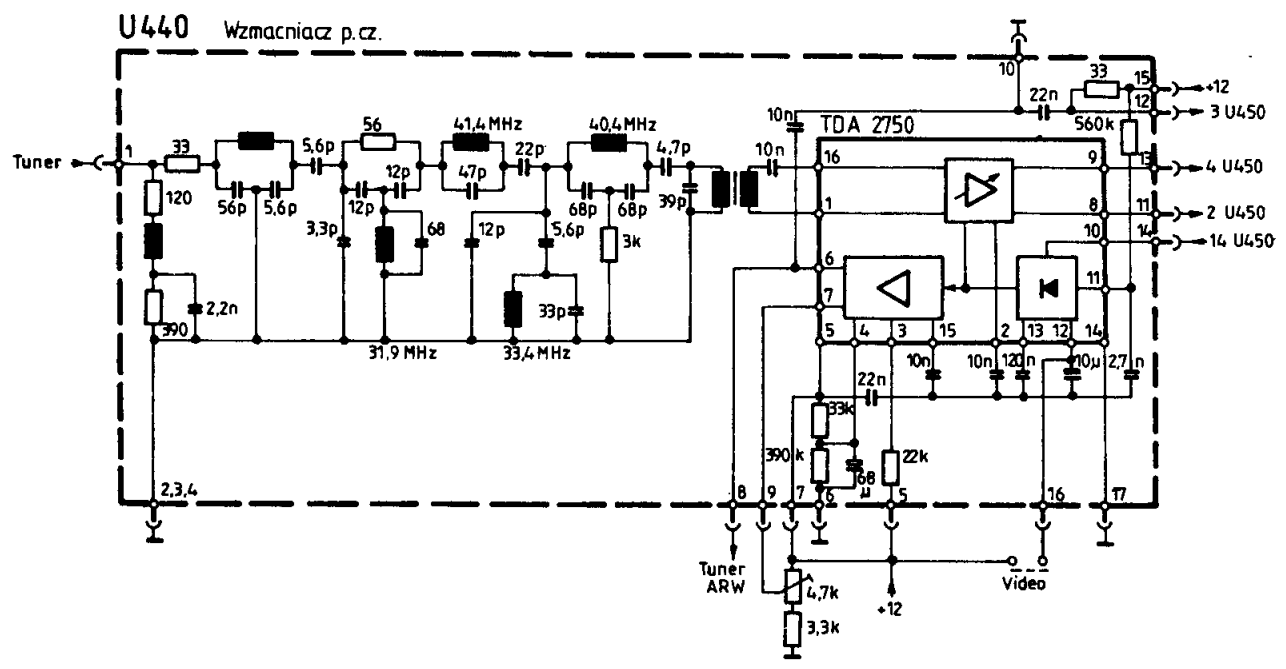 U440 Wzmacniacz p.cz.
10
33
15
+12
22n
12
3 U450
10n
TDA 2750
560k
41,4 MHz
40,4 MHz
56
5,6p
22p
4,7p
10n
Tuner
1
33
16
9
13
4 U450
12p
47p
120
56p
5,6p
12p
68p
68p
39p
1
8
11
2 U450
3,3p
68
12p
5,6p
3k
10
14
14 U450
6
11
7
2,2n
33p
390
5
4
3
15
2
13
12
14
31,9 MHz
33,4 MHz
10n
10n
120n
10µ
2,7n
22n
33k
390k
22k
68
µ
2,3,4
8
9
7
6
5
16
17
Tuner
ARW
Video
4,7k
+12
3,3k